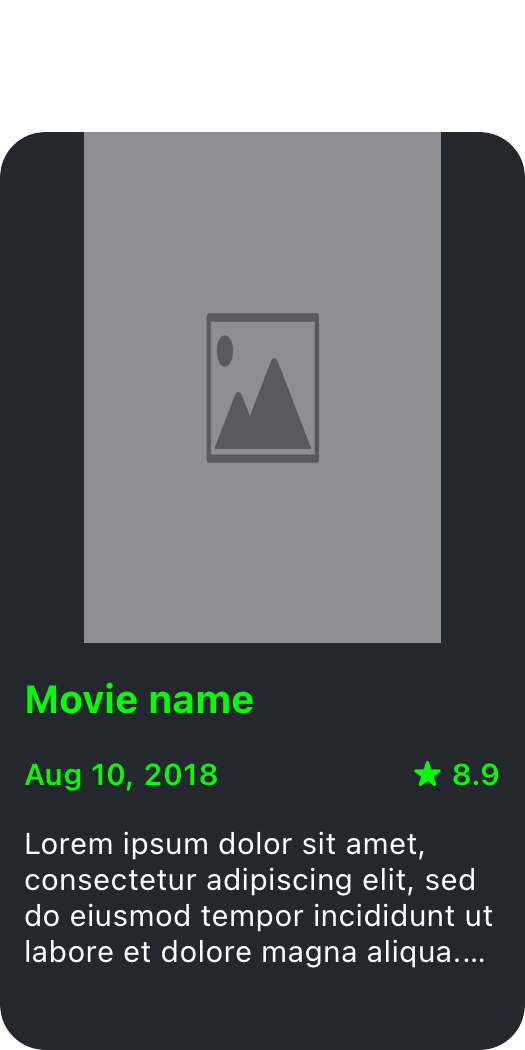 Movie name
Aug 10, 2018
★ 8.9
Lorem ipsum dolor sit amet,
consectetur adipiscing elit, sed
do eiusmod tempor incididunt ut
labore et dolore magna aliqua....